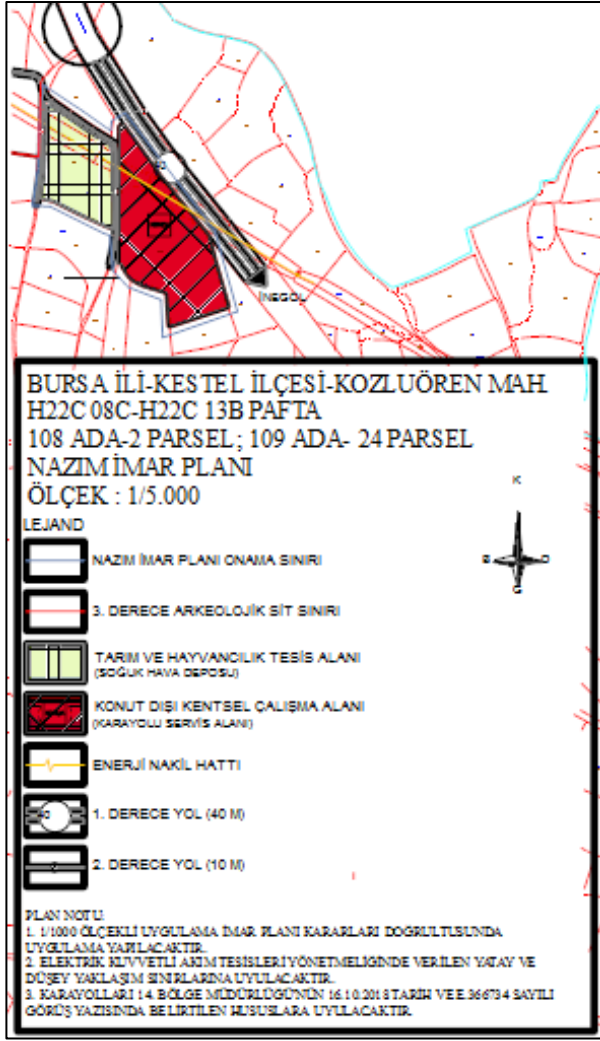 İNEGÖL
BURSA İLİ-KESTEL İLÇESİ-KOZLUÖREN MAH.
H22C 08C-H22C 13B PAFTA
108 ADA-2 PARSEL; 109 ADA- 24 PARSEL
NAZIM İMAR PLANI
ÖLÇEK : 1/5.000
LEJAND
K
B D
G
NAZIM İMAR PLANI ONAMA SINIRI
3. DERECE ARKEOLOJİK SİT SINIRI
TARIM VE HAYVANCILIK TESİS ALANI
(SOĞUK HAVA DEPOSU)
KONUT DIŞI KENTSEL ÇALIŞMA ALANI
(KARAYOLU SERVİS ALANI)
ENERJİ NAKİL HATTI
1. DERECE YOL (40 M)
2. DERECE YOL (10 M)
PLAN NOTU:
1. 1/1000 ÖLÇEKLİ UYGULAMA İMAR PLANI KARARLARI DOĞRULTUSUNDA
UYGULAMA YAPILACAKTIR.
2. ELEKTRİK KUVVETLİ AKIM TESİSLERİ YÖNETMELİĞİNDE VERİLEN YATAY VE
DÜŞEY YAKLAŞIM SINIRLARINA UYULACAKTIR.
3. KARAYOLLARI 14. BÖLGE MÜDÜRLÜĞÜ'NÜN 16.10.2018 TARİH VE E.366734 SAYILI
GÖRÜŞ YAZISINDA BELİRTİLEN HUSUSLARA UYULACAKTIR.